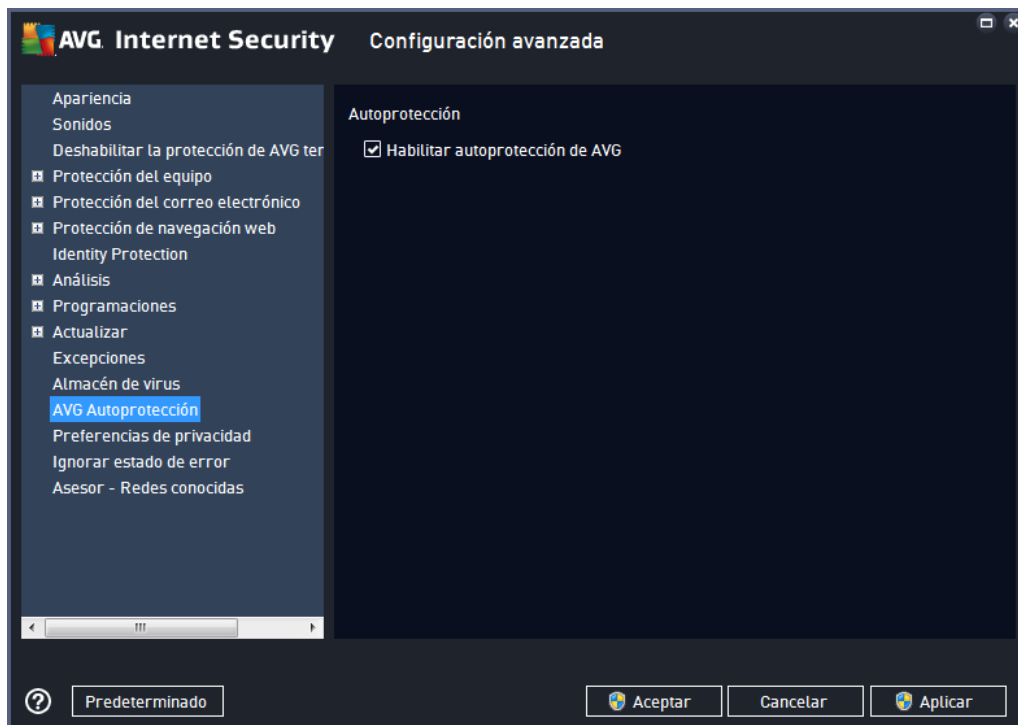 AVG Internet Security Configuración avanzada
Apariencia
Sonidos
Deshabilitar la protección de AVG ter
Protección del equipo
Protección del correo electrónico
Protección de navegación web
Identity Protection
Análisis
Programaciones
Actualizar
Excepciones
Almacén de virus
AVG Autoprotección
Preferencias de privacidad
Ignorar estado de error
Asesor - Redes conocidas
Autoprotección
Habilitar autoprotección de AVG
Predeterminado
Aceptar
Cancelar
Aplicar